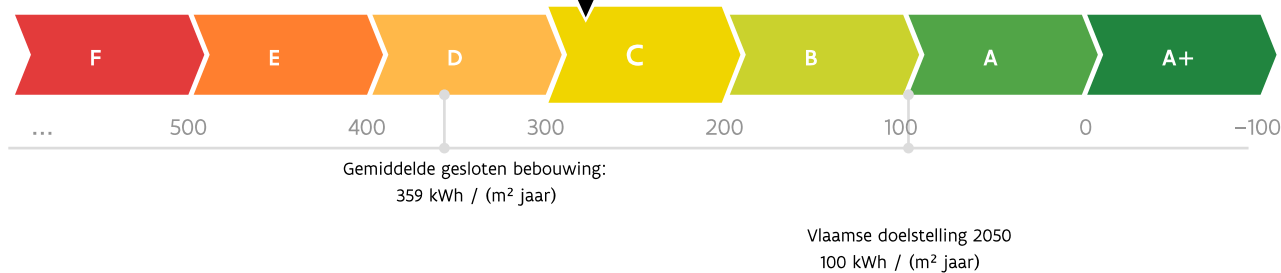 F E D C B A A+
... 500 400 300 200 100 0 −100
Gemiddelde gesloten bebouwing:
359 kWh / (m² jaar)
Vlaamse doelstelling 2050
100 kWh / (m² jaar)